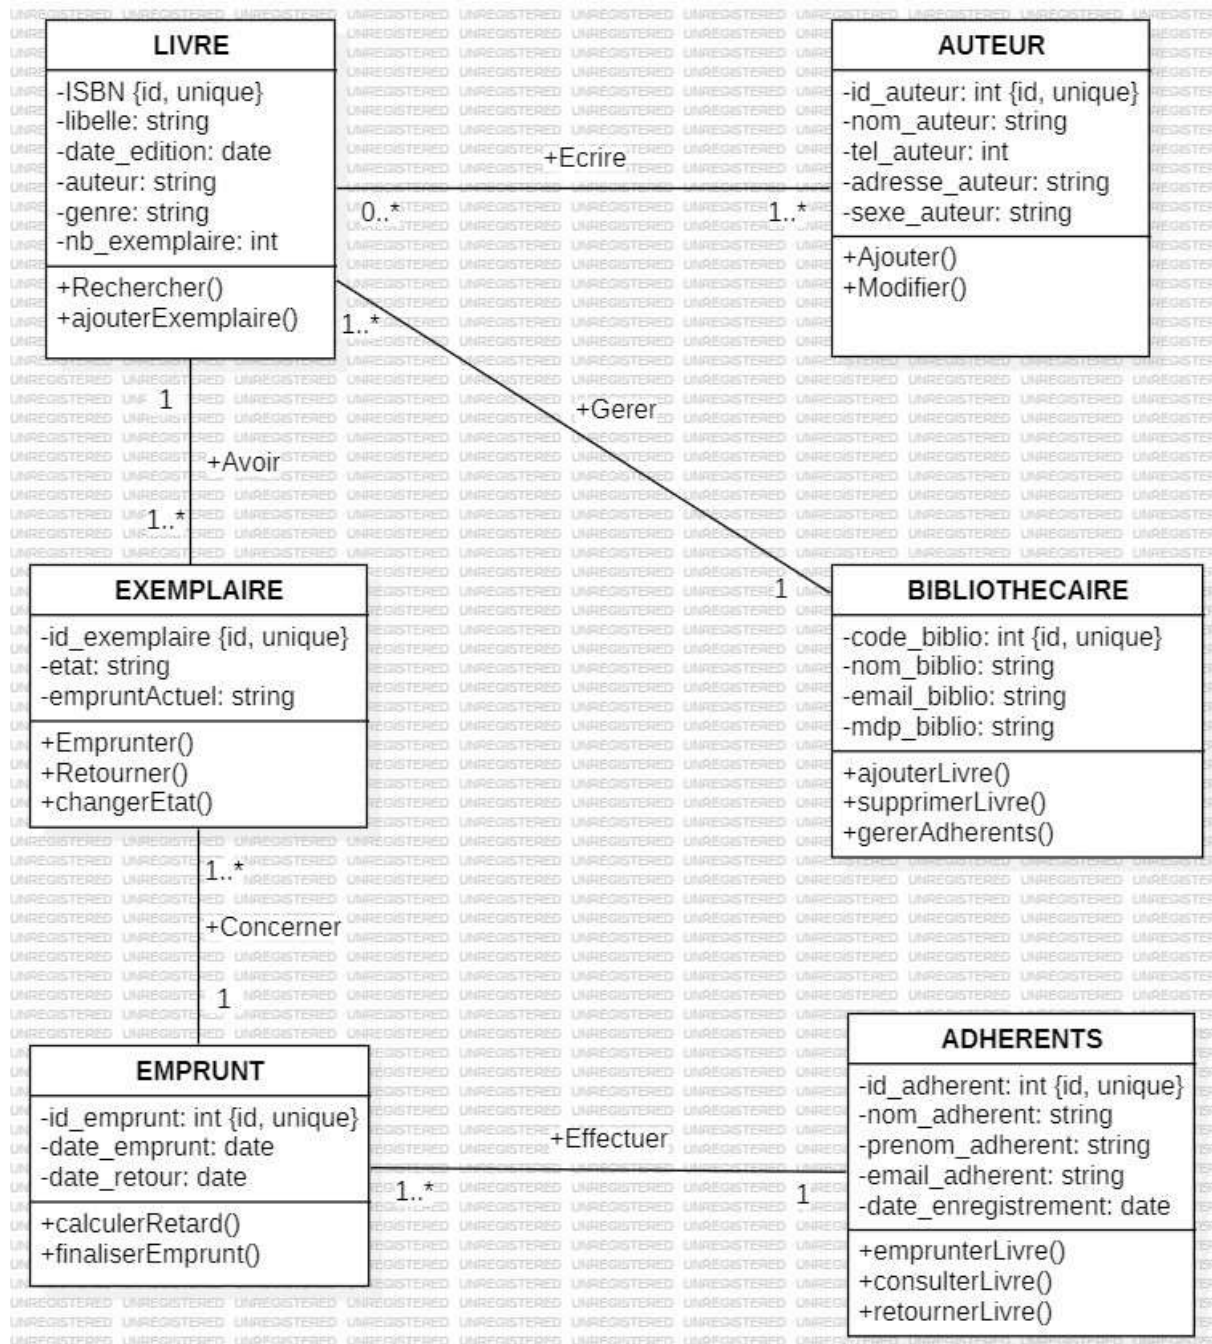 LIVRE
-ISBN {id, unique}
-libelle: string
-date_edition: date
-auteur: string
-genre: string
-nb_exemplaire: int
+Rechercher()
+ajouterExemplaire()
AUTEUR
-id_auteur: int {id, unique}
-nom_auteur: string
-tel_auteur: int
-adresse_auteur: string
-sexe_auteur: string
+Ajouter()
+Modifier()
+Ecrire
0..*
1..*
1..*
+Gerer
1
1
+Avoir
1..*
EXEMPLAIRE
-id_exemplaire {id, unique}
-etat: string
-empruntActuel: string
+Emprunter()
+Retourner()
+changerEtat()
BIBLIOTHECAIRE
-code_biblio: int {id, unique}
-nom_biblio: string
-email_biblio: string
-mdp_biblio: string
+ajouterLivre()
+supprimerLivre()
+gererAdherents()
1..*
+Concerner
1
EMPRUNT
-id_emprunt: int {id, unique}
-date_emprunt: date
-date_retour: date
+calculerRetard()
+finaliserEmprunt()
+Effectuer
1..*
1
ADHERENTS
-id_adherent: int {id, unique}
-nom_adherent: string
-prenom_adherent: string
-email_adherent: string
-date_enregistrement: date
+emprunterLivre()
+consulterLivre()
+retournerLivre()
UNREGISTERED